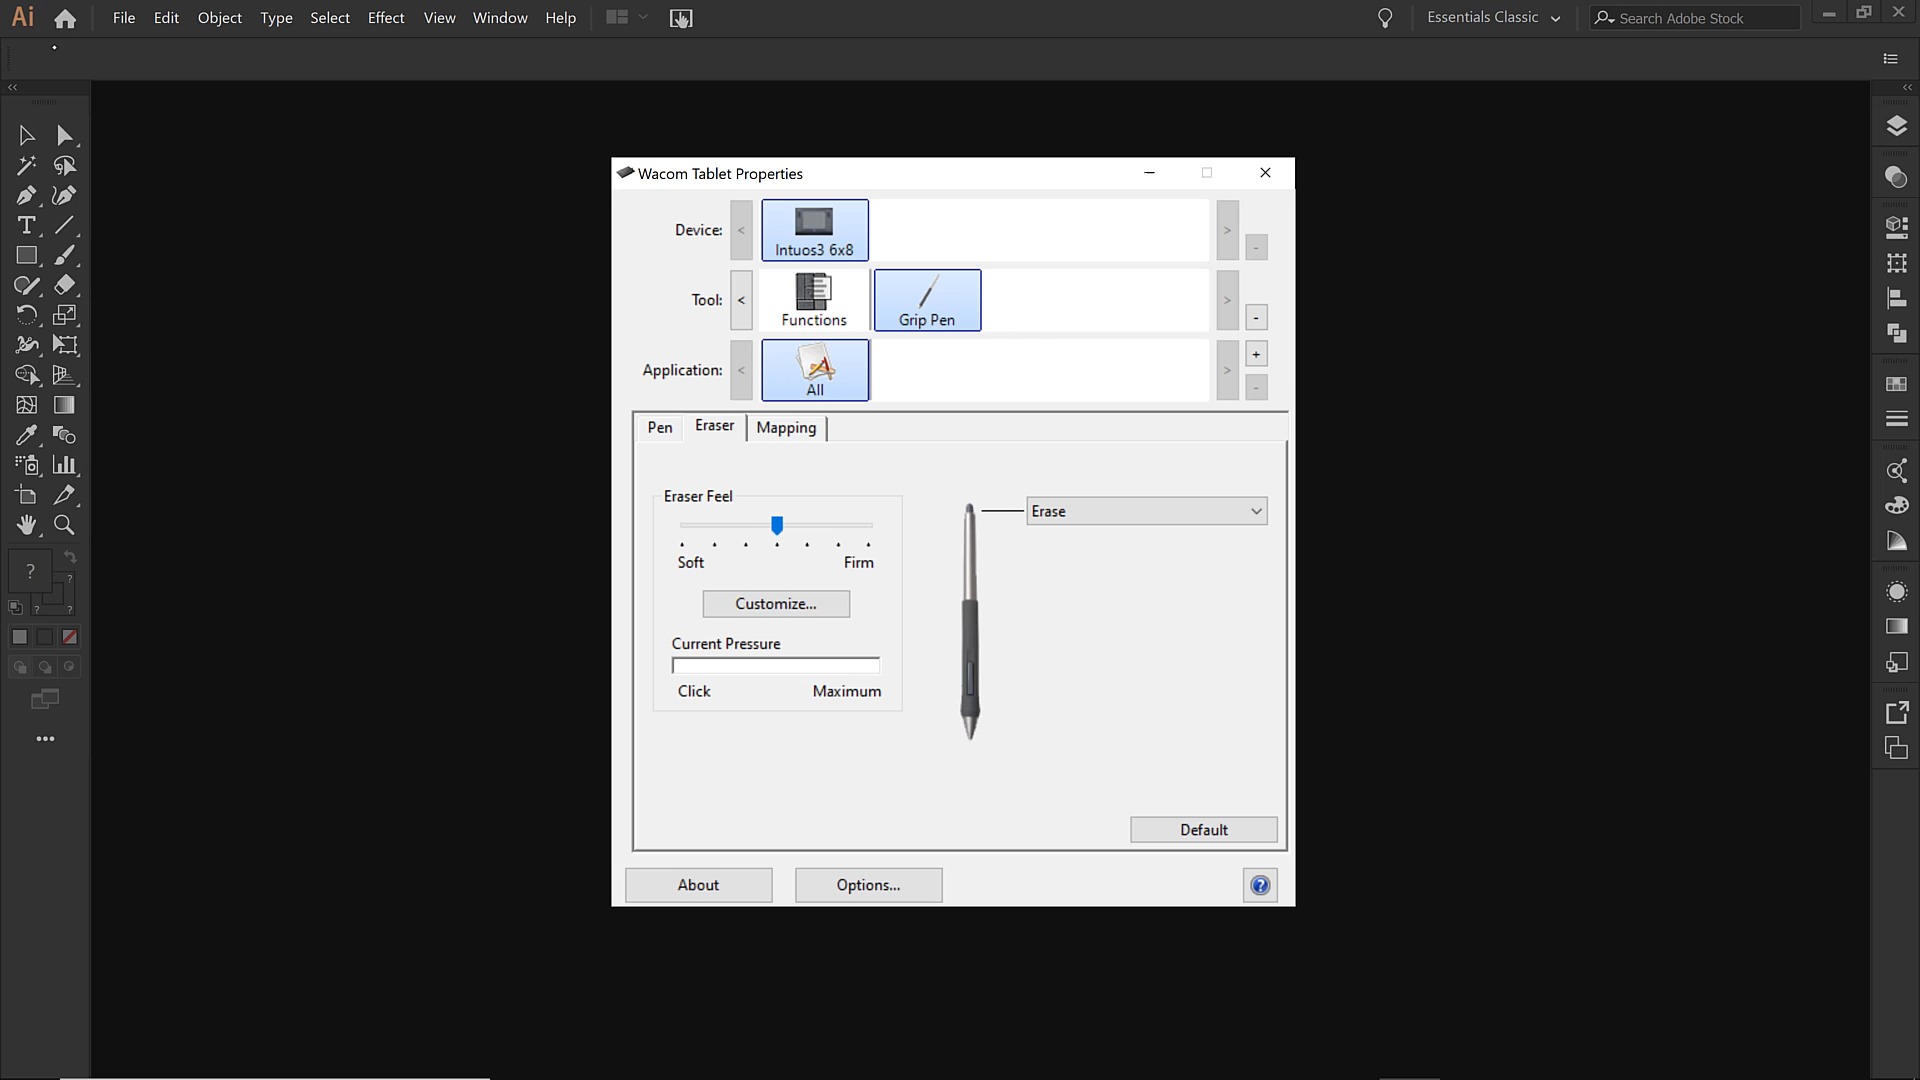 Ai File Edit Object Type Select Effect View Window Help Essentials Classic Search Adobe Stock
Wacom Tablet Properties
Device: < Intuos3 6x8 > -
Tool: < Functions Grip Pen > -
Application: < All > + -
Pen Eraser Mapping
Eraser Feel
Erase
Soft Firm
Customize...
Current Pressure
Click Maximum
Default
About Options... ?
T
?
?
? ?